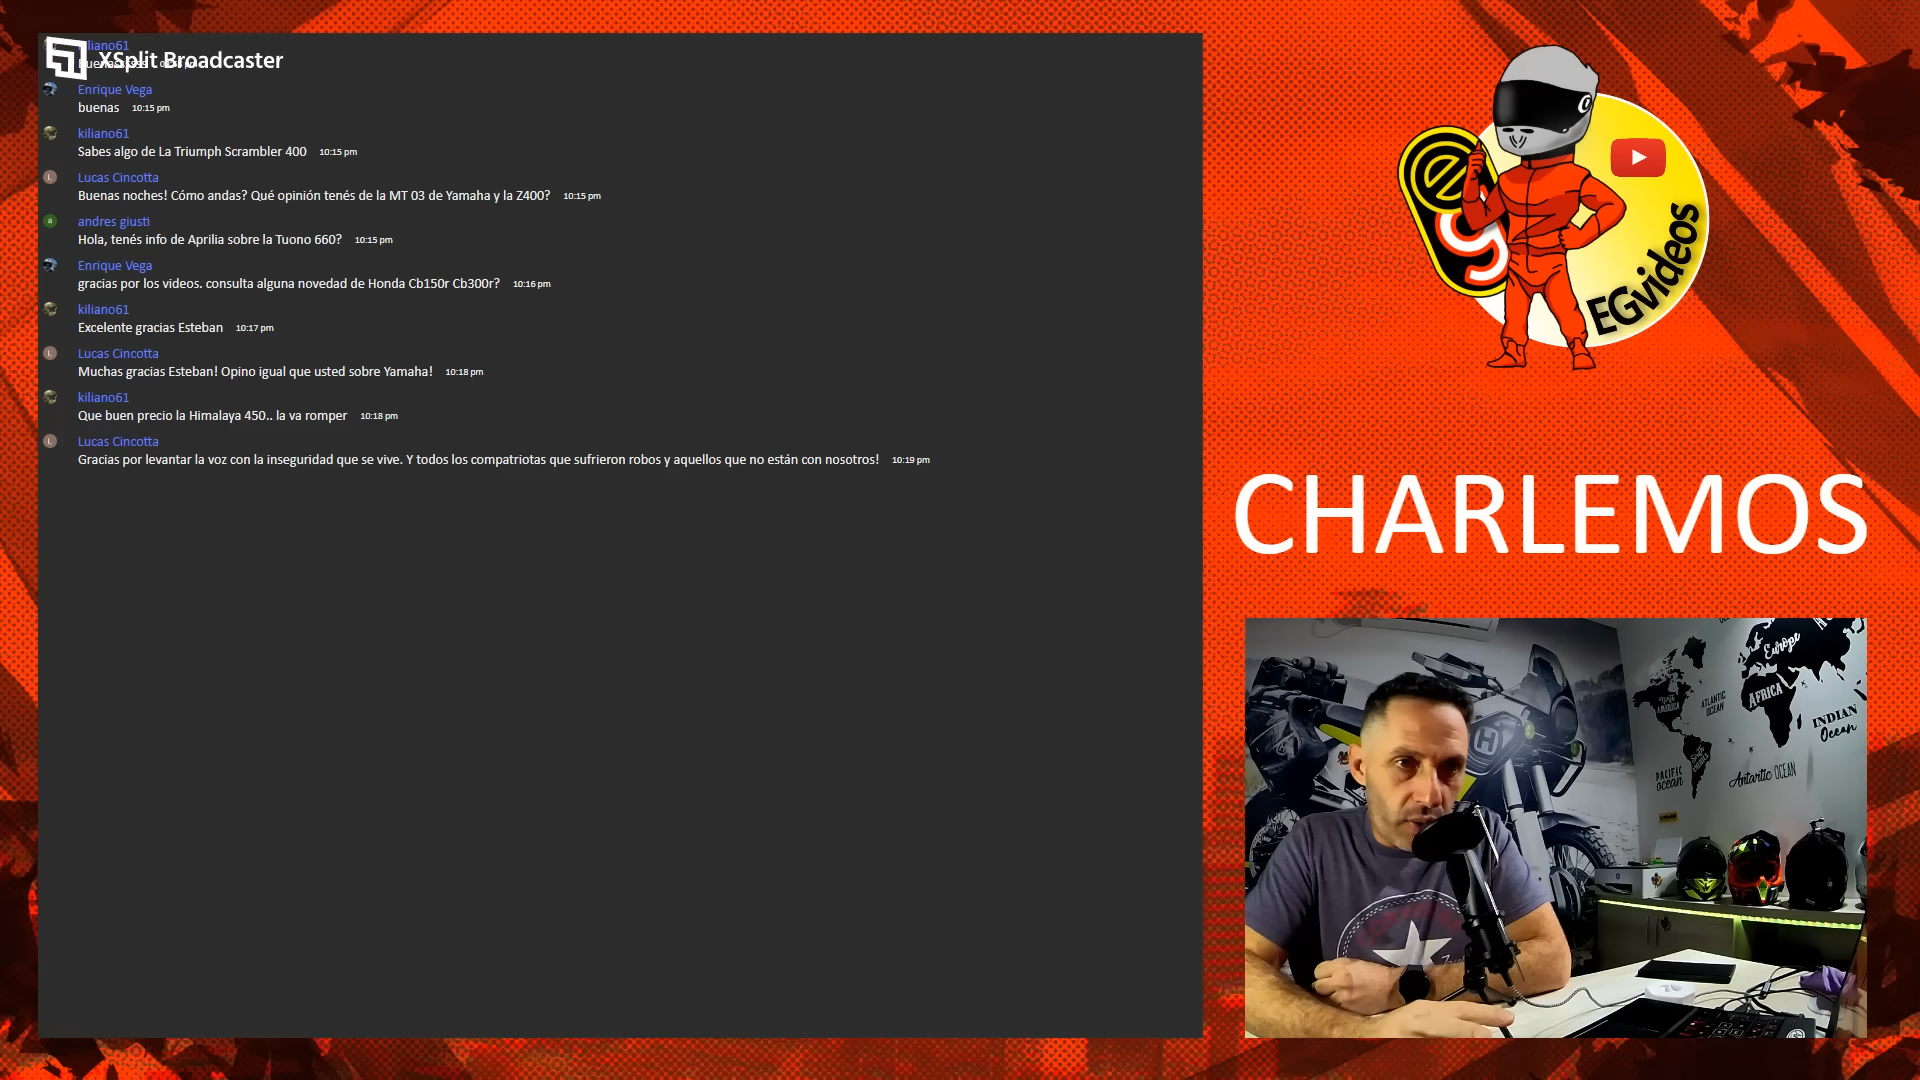 kiliano61
XSplit Broadcaster
Enrique Vega
buenas 10:15 pm
kiliano61
Sabes algo de La Triumph Scrambler 400 10:15 pm
L
Lucas Cincotta
Buenas noches! Cómo andas? Qué opinión tenés de la MT 03 de Yamaha y la Z400? 10:15 pm
a
andres giusti
Hola, tenés info de Aprilia sobre la Tuono 660? 10:15 pm
Enrique Vega
gracias por los videos. consulta alguna novedad de Honda Cb150r Cb300r? 10:16 pm
kiliano61
Excelente gracias Esteban 10:17 pm
L
Lucas Cincotta
Muchas gracias Esteban! Opino igual que usted sobre Yamaha! 10:18 pm
kiliano61
Que buen precio la Himalaya 450.. la va romper 10:18 pm
L
Lucas Cincotta
Gracias por levantar la voz con la inseguridad que se vive. Y todos los compatriotas que sufrieron robos y aquellos que no están con nosotros! 10:19 pm
eg
EGvideos
CHARLEMOS
Europe
AFRICA
ATLANTIC
OCEAN
INDIAN
Ocean
PACIFIC
Ocean
Antartic OCEAN
H